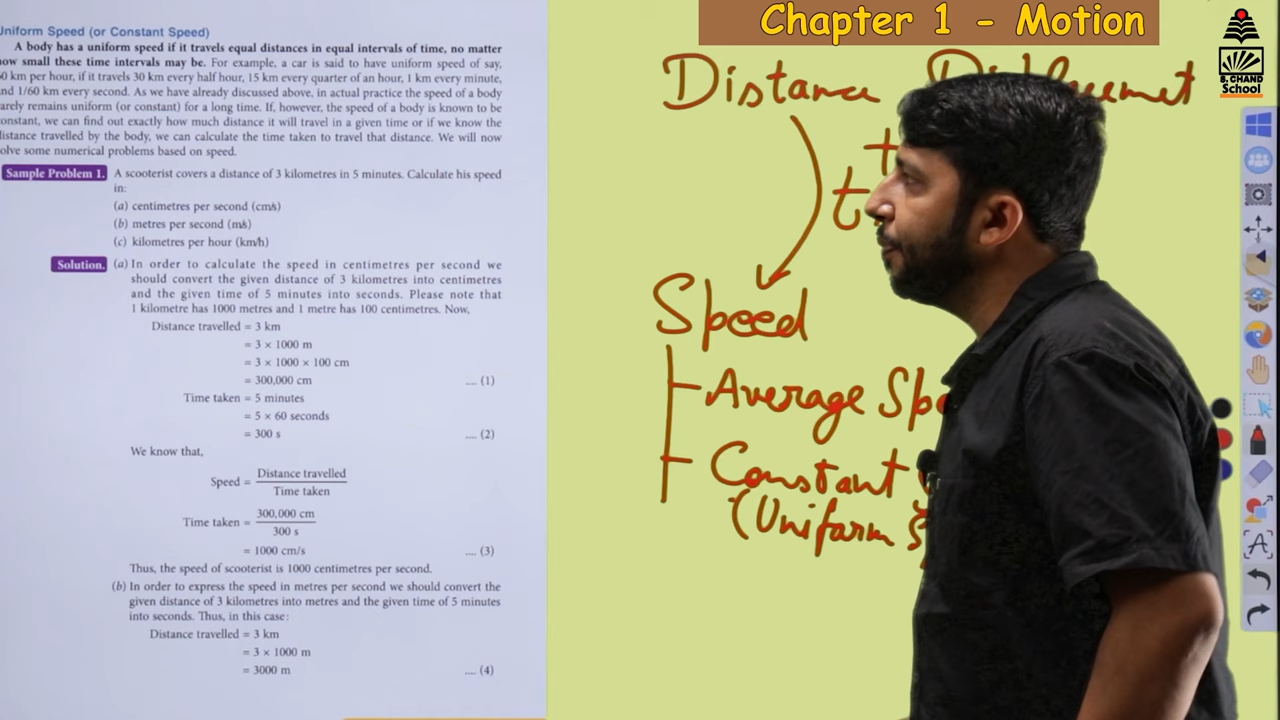 Uniform Speed (or Constant Speed)
A body has a uniform speed if it travels equal distances in equal intervals of time, no matter
how small these time intervals may be. For example, a car is said to have uniform speed of say,
0 km per hour, if it travels 30 km every half hour, 15 km every quarter of an hour, 1 km every minute,
nd 1/60 km every second. As we have already discussed above, in actual practice the speed of a body
arely remains uniform (or constant) for a long time. If, however, the speed of a body is known to be
onstant, we can find out exactly how much distance it will travel in a given time or if we know the
distance travelled by the body, we can calculate the time taken to travel that distance. We will now
olve some numerical problems based on speed.
Sample Problem 1. A scooterist covers a distance of 3 kilometres in 5 minutes. Calculate his speed
in:
(a) centimetres per second (cm/s)
(b) metres per second (m/s)
(c) kilometres per hour (km/h)
Solution. (a) In order to calculate the speed in centimetres per second we
should convert the given distance of 3 kilometres into centimetres
and the given time of 5 minutes into seconds. Please note that
1 kilometre has 1000 metres and 1 metre has 100 centimetres. Now,
Distance travelled = 3 km
= 3 × 1000 m
= 3 × 1000 × 100 cm
= 300,000 cm .... (1)
Time taken = 5 minutes
= 5 × 60 seconds
= 300 s .... (2)
We know that,
Speed = Distance travelled
Time taken
Time taken = 300,000 cm
300 s
= 1000 cm/s .... (3)
Thus, the speed of scooterist is 1000 centimetres per second.
(b) In order to express the speed in metres per second we should convert the
given distance of 3 kilometres into metres and the given time of 5 minutes
into seconds. Thus, in this case:
Distance travelled = 3 km
= 3 × 1000 m
= 3000 m .... (4)
Chapter 1 - Motion
S. CHAND
School
Distance
t
t
Speed
Average
Constant
(Uniform